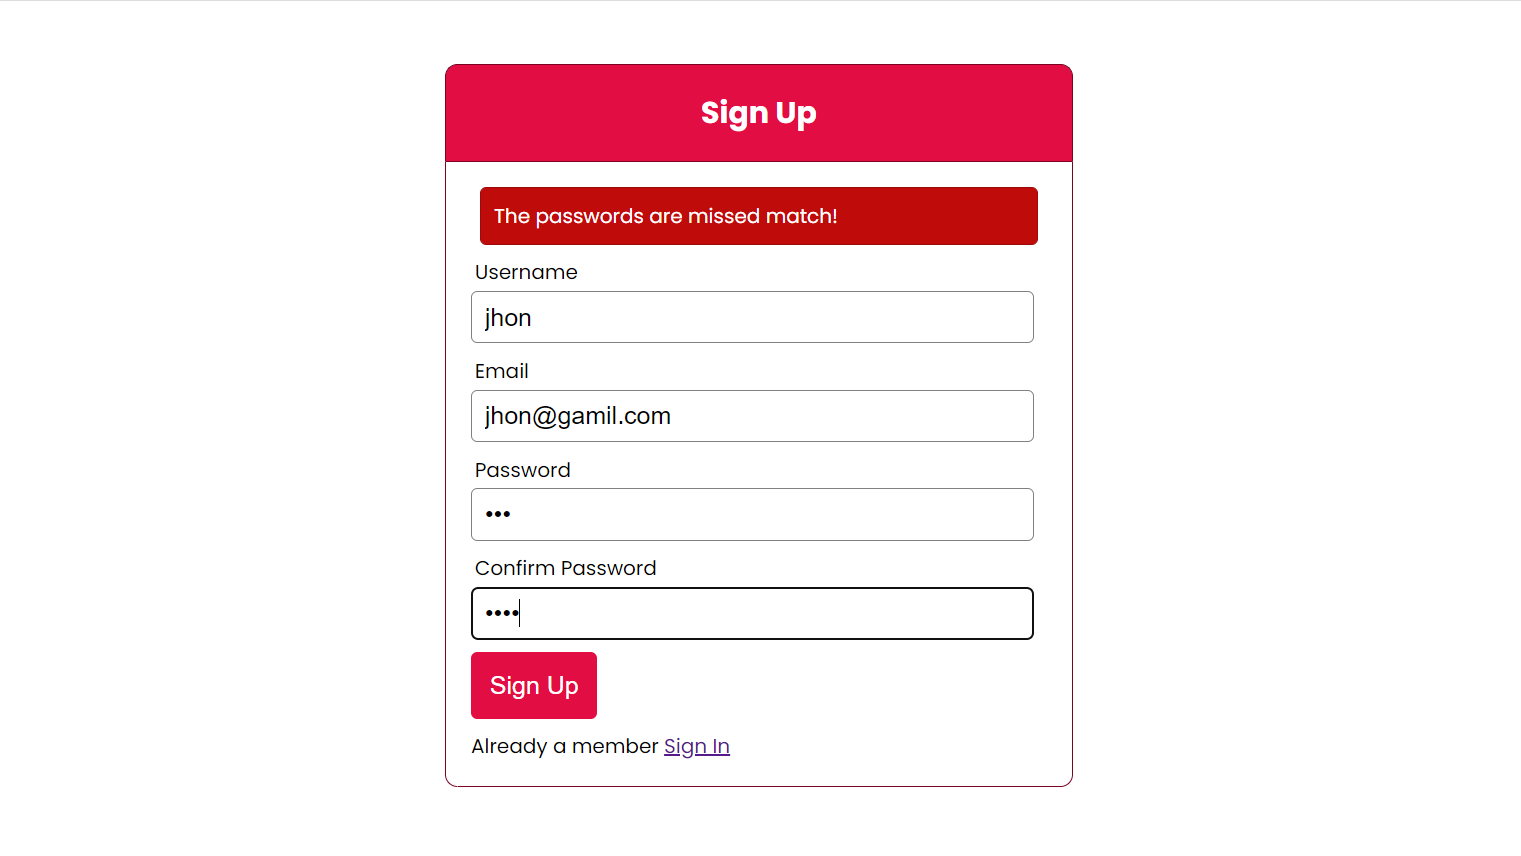 Sign Up
The passwords are missed match!
Username
jhon
Email
jhon@gamil.com
Password
•••
Confirm Password
••••
Sign Up
Already a member Sign In